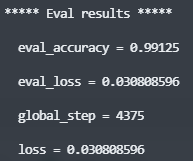 ***** Eval results *****
eval_accuracy = 0.99125
eval_loss = 0.030808596
global_step = 4375
loss = 0.030808596